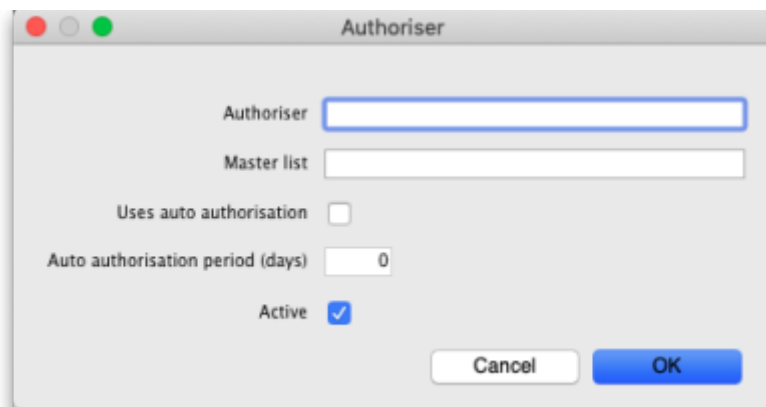 Authoriser
Authoriser
Master list
Uses auto authorisation
Auto authorisation period (days) 0
Active
Cancel OK